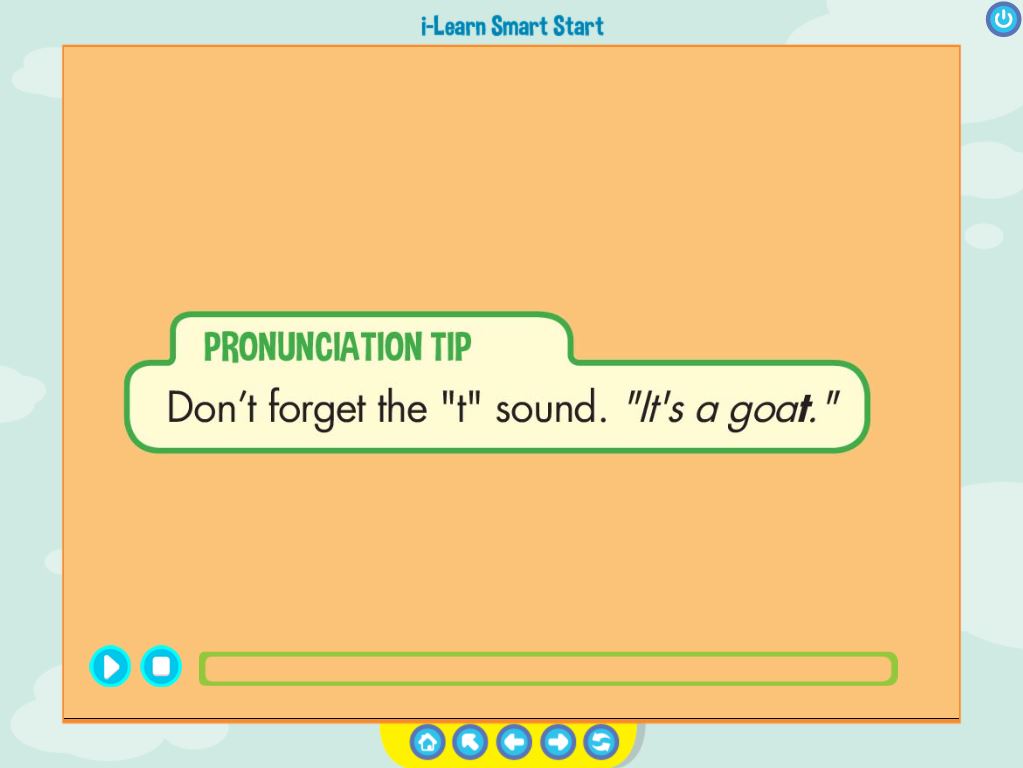 i-Learn Smart Start
PRONUNCIATION TIP
Don’t forget the "t" sound. "It's a goat."